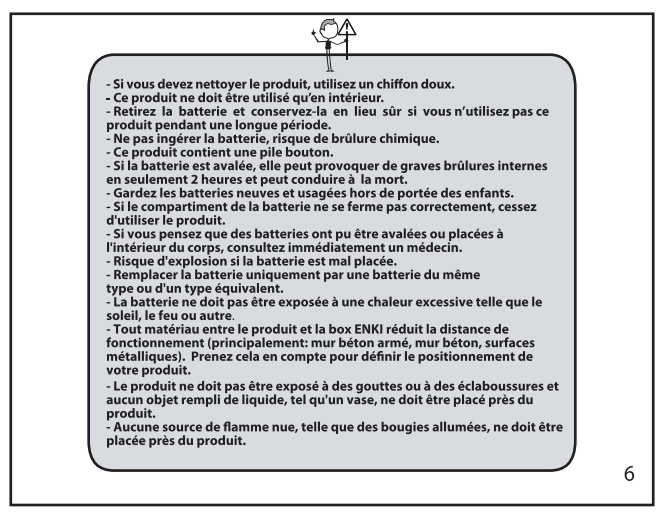 - Si vous devez nettoyer le produit, utilisez un chiffon doux.
- Ce produit ne doit être utilisé qu'en intérieur.
- Retirez la batterie et conservez-la en lieu sûr si vous n'utilisez pas ce
produit pendant une longue période.
- Ne pas ingérer la batterie, risque de brûlure chimique.
- Ce produit contient une pile bouton.
- Si la batterie est avalée, elle peut provoquer de graves brûlures internes
en seulement 2 heures et peut conduire à la mort.
- Gardez les batteries neuves et usagées hors de portée des enfants.
- Si le compartiment de la batterie ne se ferme pas correctement, cessez
d'utiliser le produit.
- Si vous pensez que des batteries ont pu être avalées ou placées à
l'intérieur du corps, consultez immédiatement un médecin.
- Risque d'explosion si la batterie est mal placée.
- Remplacer la batterie uniquement par une batterie du même
type ou d'un type équivalent.
- La batterie ne doit pas être exposée à une chaleur excessive telle que le
soleil, le feu ou autre.
- Tout matériau entre le produit et la box ENKI réduit la distance de
fonctionnement (principalement: mur béton armé, mur béton, surfaces
métalliques). Prenez cela en compte pour définir le positionnement de
votre produit.
- Le produit ne doit pas être exposé à des gouttes ou à des éclaboussures et
aucun objet rempli de liquide, tel qu'un vase, ne doit être placé près du
produit.
- Aucune source de flamme nue, telle que des bougies allumées, ne doit être
placée près du produit.
6